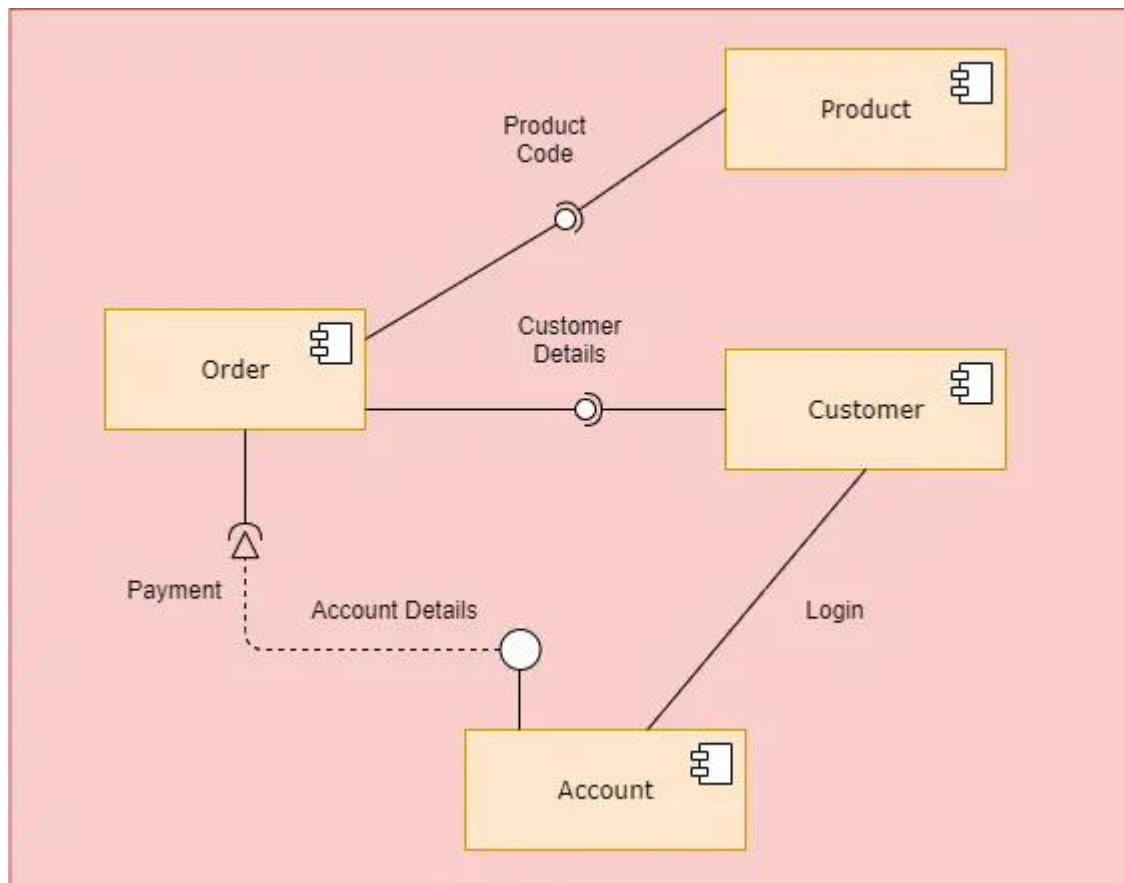 Product
Product
Code
Customer
Details
Order
Customer
Payment
Account Details
Login
Account